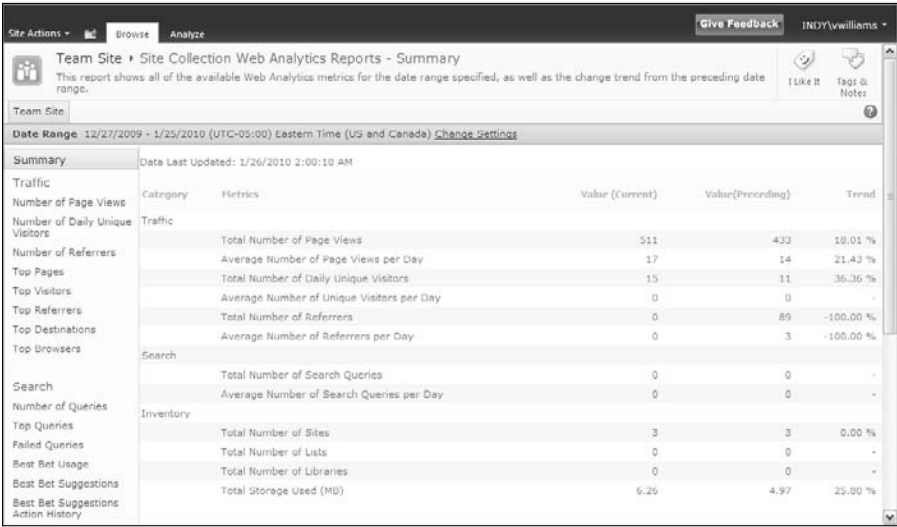 Give Feedback INDY\vwilliams
Site Actions Browse Analyze
Team Site Site Collection Web Analytics Reports - Summary
This report shows all of the available Web Analytics metrics for the date range specified, as well as the change trend from the preceding date
range.
I Like It Tags &
Notes
Team Site
Date Range 12/27/2009 - 1/25/2010 (UTC-05:00) Eastern Time (US and Canada) Change Settings
Summary
Traffic
Number of Page Views
Number of Daily Unique
Visitors
Number of Referrers
Top Pages
Top Visitors
Top Referrers
Top Destinations
Top Browsers
Search
Number of Queries
Top Queries
Failed Queries
Best Bet Usage
Best Bet Suggestions
Best Bet Suggestions
Action History
Data Last Updated: 1/26/2010 2:00:10 AM
Category Metrics Value (Current) Value(Preceding) Trend
Traffic
Total Number of Page Views 511 433 18.01 %
Average Number of Page Views per Day 17 14 21.43 %
Total Number of Daily Unique Visitors 15 11 36.36 %
Average Number of Unique Visitors per Day 0 0 -
Total Number of Referrers 0 89 -100.00 %
Average Number of Referrers per Day 0 3 -100.00 %
Search
Total Number of Search Queries 0 0 -
Average Number of Search Queries per Day 0 0 -
Inventory
Total Number of Sites 3 3 0.00 %
Total Number of Lists 0 0 -
Total Number of Libraries 0 0 -
Total Storage Used (MB) 6.26 4.97 25.80 %